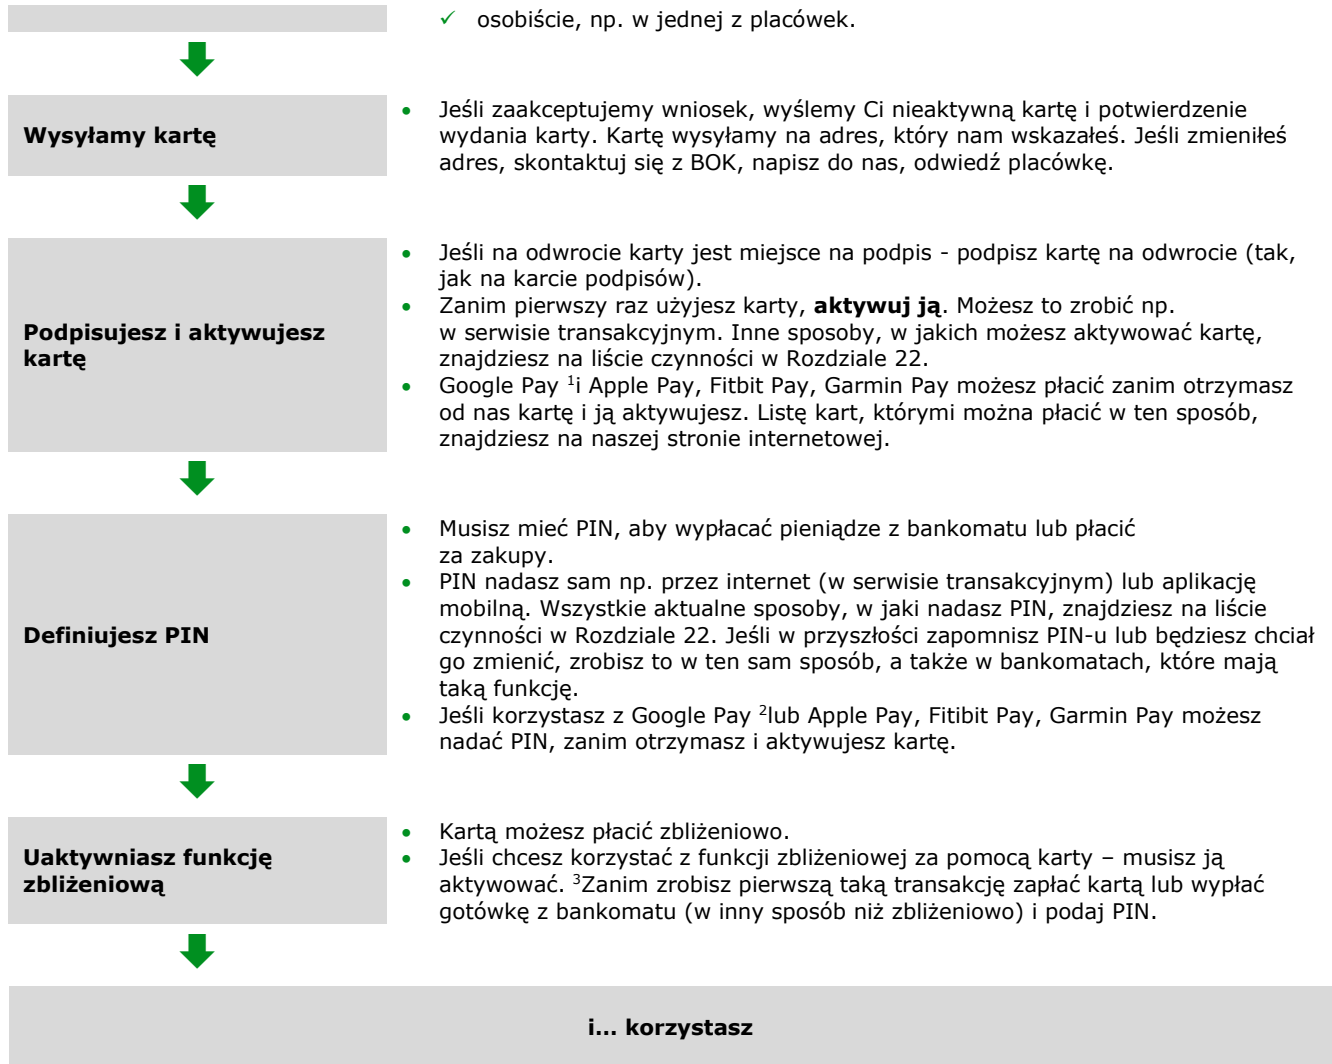 ✓ osobiście, np. w jednej z placówek.
Wysyłamy kartę
• Jeśli zaakceptujemy wniosek, wyślemy Ci nieaktywną kartę i potwierdzenie
wydania karty. Kartę wysyłamy na adres, który nam wskazałeś. Jeśli zmieniłeś
adres, skontaktuj się z BOK, napisz do nas, odwiedź placówkę.
Podpisujesz i aktywujesz
kartę
• Jeśli na odwrocie karty jest miejsce na podpis - podpisz kartę na odwrocie (tak,
jak na karcie podpisów).
• Zanim pierwszy raz użyjesz karty, aktywuj ją. Możesz to zrobić np.
w serwisie transakcyjnym. Inne sposoby, w jakich możesz aktywować kartę,
znajdziesz na liście czynności w Rozdziale 22.
• Google Pay ¹i Apple Pay, Fitbit Pay, Garmin Pay możesz płacić zanim otrzymasz
od nas kartę i ją aktywujesz. Listę kart, którymi można płacić w ten sposób,
znajdziesz na naszej stronie internetowej.
Definiujesz PIN
• Musisz mieć PIN, aby wypłacać pieniądze z bankomatu lub płacić
za zakupy.
• PIN nadasz sam np. przez internet (w serwisie transakcyjnym) lub aplikację
mobilną. Wszystkie aktualne sposoby, w jaki nadasz PIN, znajdziesz na liście
czynności w Rozdziale 22. Jeśli w przyszłości zapomnisz PIN-u lub będziesz chciał
go zmienić, zrobisz to w ten sam sposób, a także w bankomatach, które mają
taką funkcję.
• Jeśli korzystasz z Google Pay ²lub Apple Pay, Fitibit Pay, Garmin Pay możesz
nadać PIN, zanim otrzymasz i aktywujesz kartę.
Uaktywniasz funkcję
zbliżeniową
• Kartą możesz płacić zbliżeniowo.
• Jeśli chcesz korzystać z funkcji zbliżeniowej za pomocą karty – musisz ją
aktywować. ³Zanim zrobisz pierwszą taką transakcję zapłać kartą lub wypłać
gotówkę z bankomatu (w inny sposób niż zbliżeniowo) i podaj PIN.
i... korzystasz